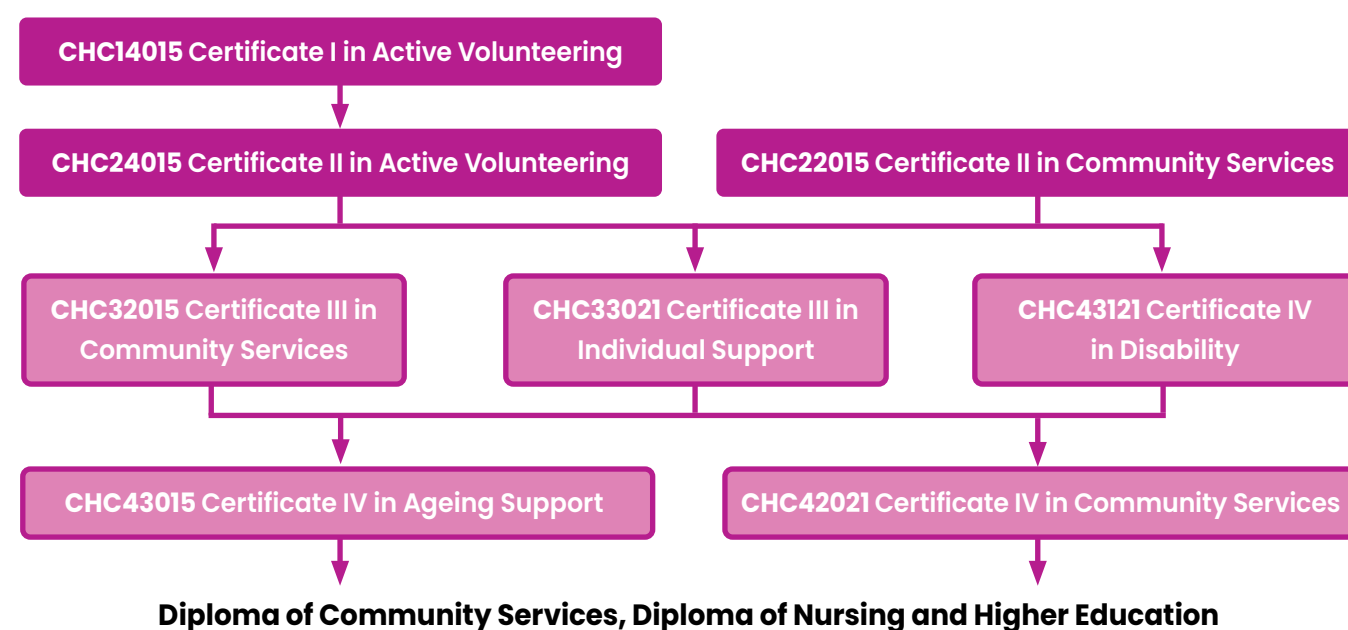 CHC14015 Certificate I in Active Volunteering
CHC24015 Certificate II in Active Volunteering
CHC22015 Certificate II in Community Services
CHC32015 Certificate III in
Community Services
CHC33021 Certificate III in
Individual Support
CHC43121 Certificate IV
in Disability
CHC43015 Certificate IV in Ageing Support
CHC42021 Certificate IV in Community Services
Diploma of Community Services, Diploma of Nursing and Higher Education